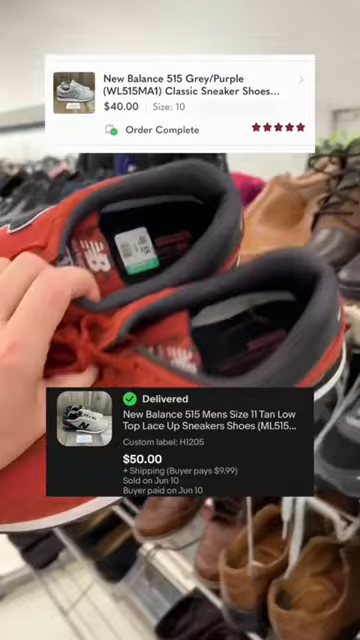 New Balance 515 Grey/Purple
(WL515MA1) Classic Sneaker Shoes...
$40.00 Size: 10
Order Complete
NB
Delivered
New Balance 515 Mens Size 11 Tan Low
Top Lace Up Sneakers Shoes (ML515...
Custom label: H1205
$50.00
+ Shipping (Buyer pays $9.99)
Sold on Jun 10
Buyer paid on Jun 10